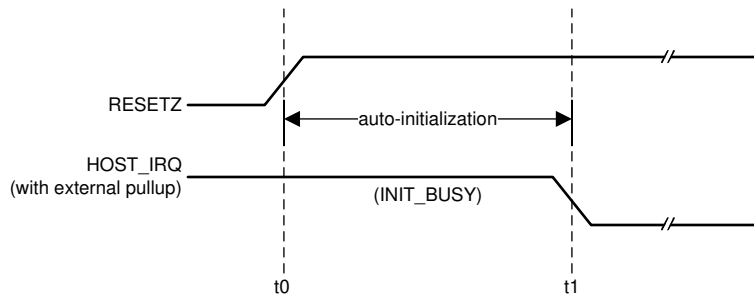 RESETZ
auto-initialization
HOST_IRQ
(with external pullup)
(INIT_BUSY)
t0
t1